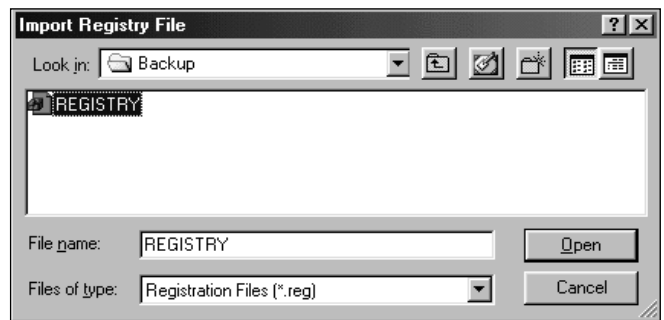 Import Registry File
Look in: Backup
REGISTRY
File name: REGISTRY Open
Files of type: Registration Files (*.reg) Cancel